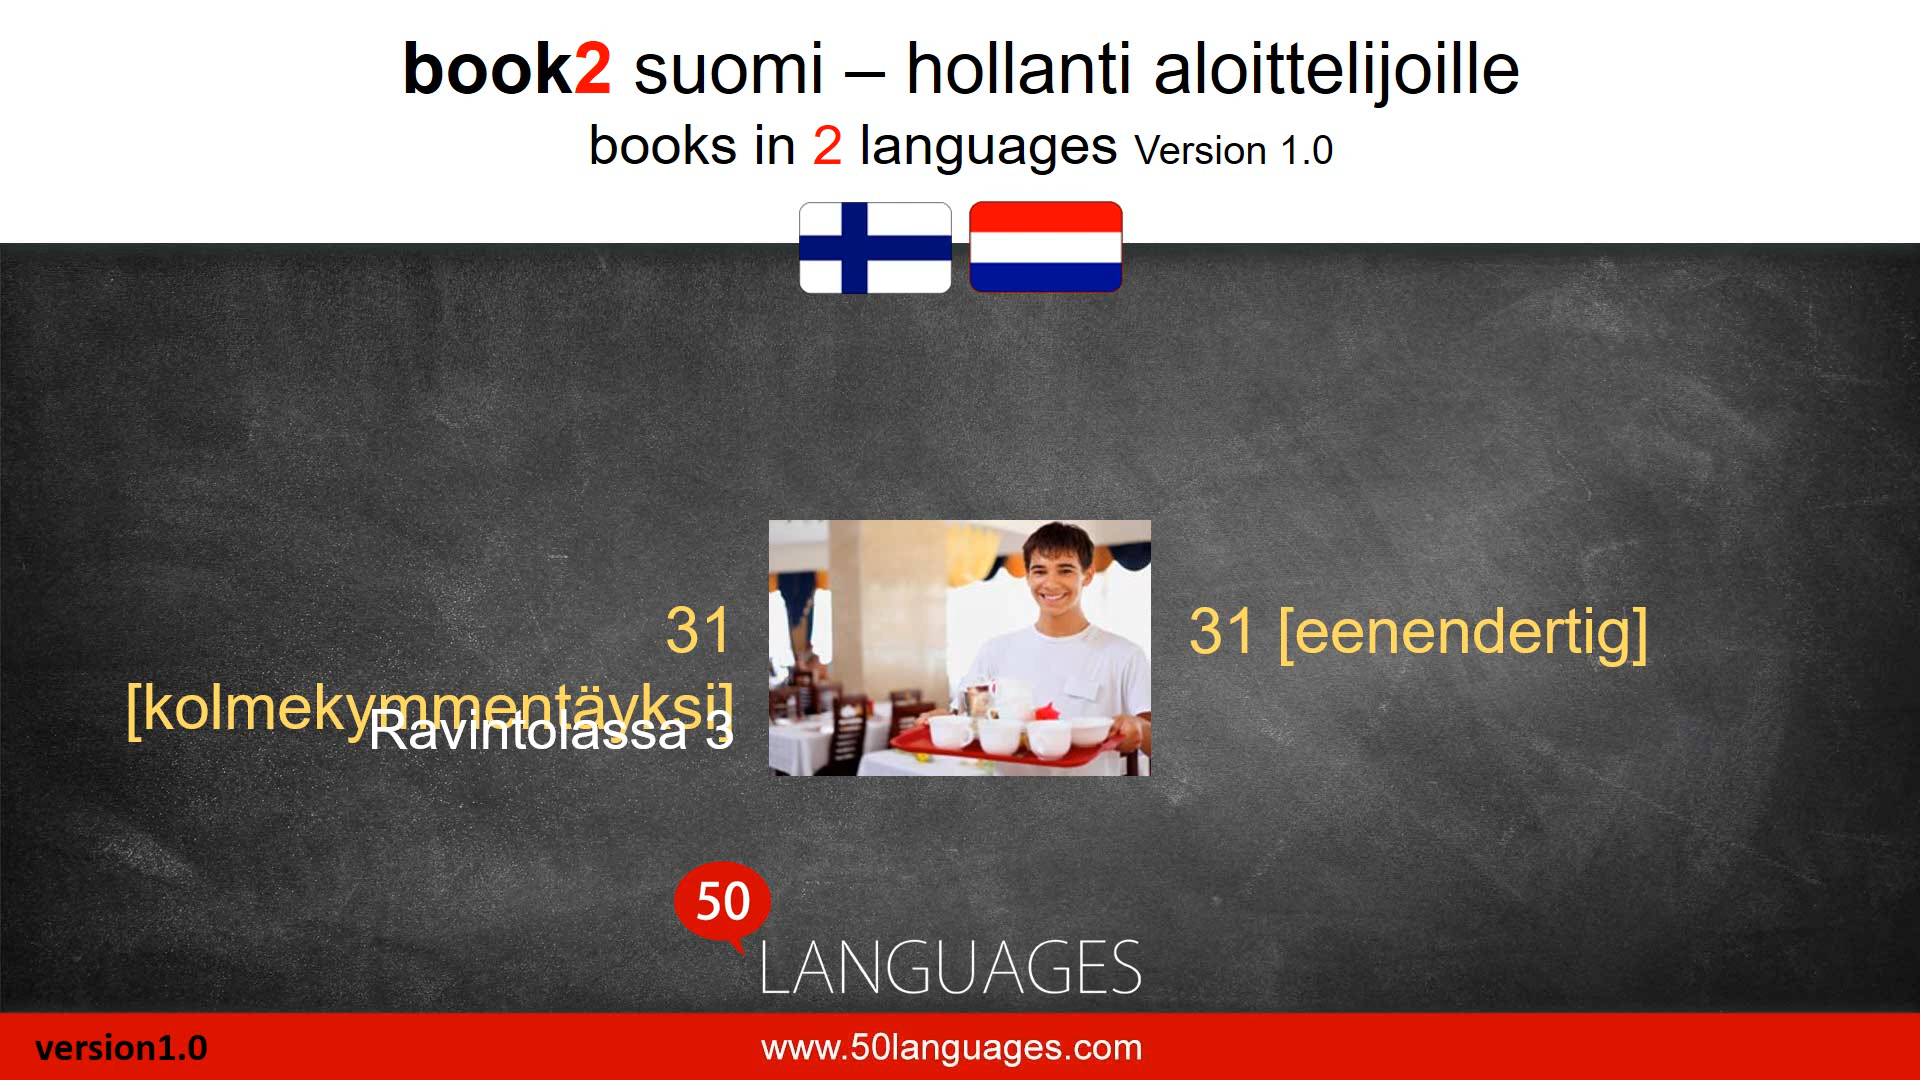 book2 suomi – hollanti aloittelijoille
books in 2 languages Version 1.0
31
[kolmekymmentäyksi]
Ravintolassa 3
31 [eenendertig]
50
LANGUAGES
version1.0
www.50languages.com